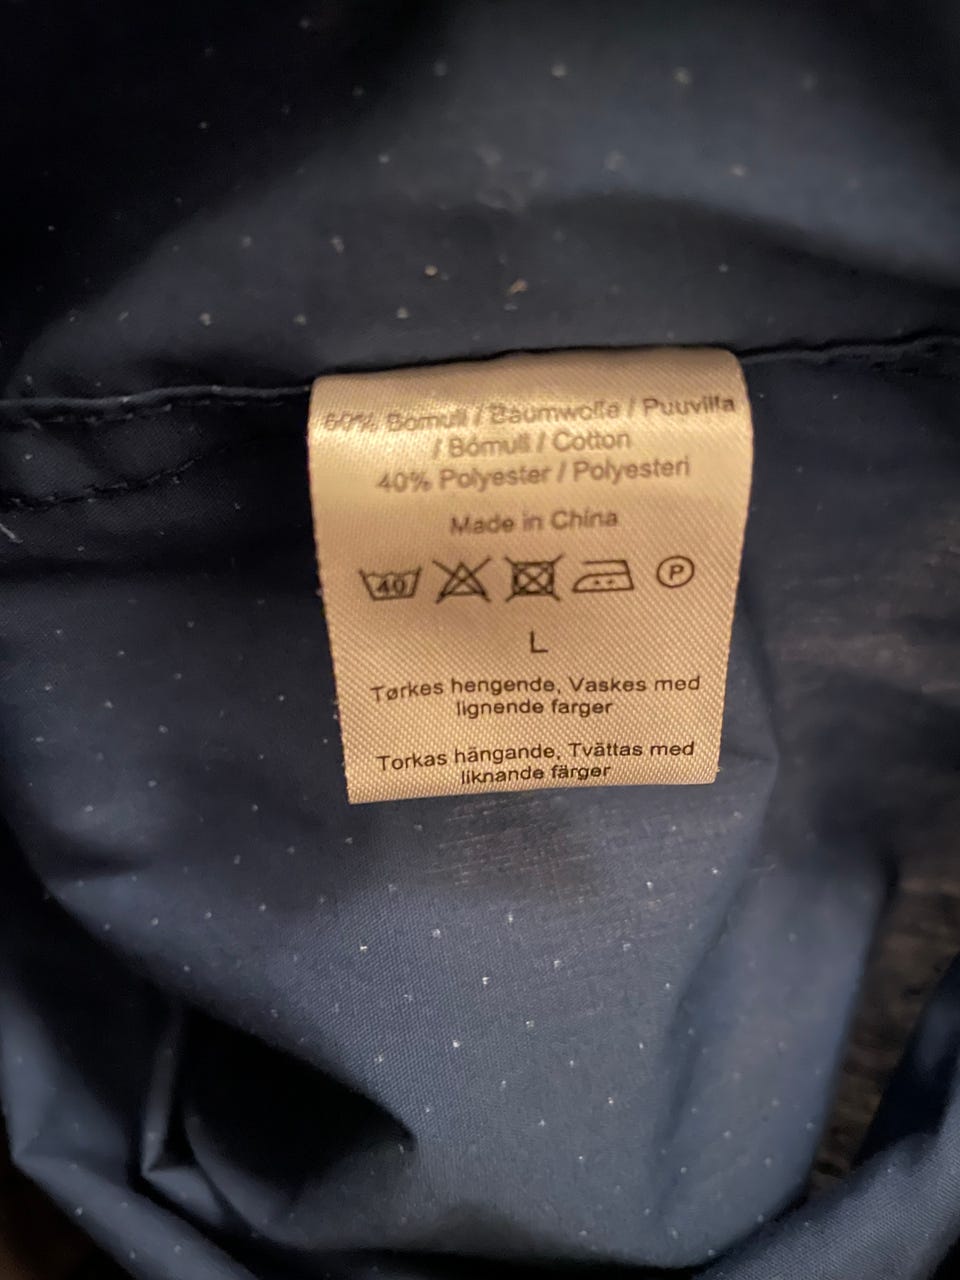 60% Bomull / Baumwolle / Puuvilla
/ Bómull / Cotton
40% Polyester / Polyesteri
Made in China
40 P
L
Tørkes hengende, Vaskes med
lignende farger
Torkas hängande, Tvättas med
liknande färger